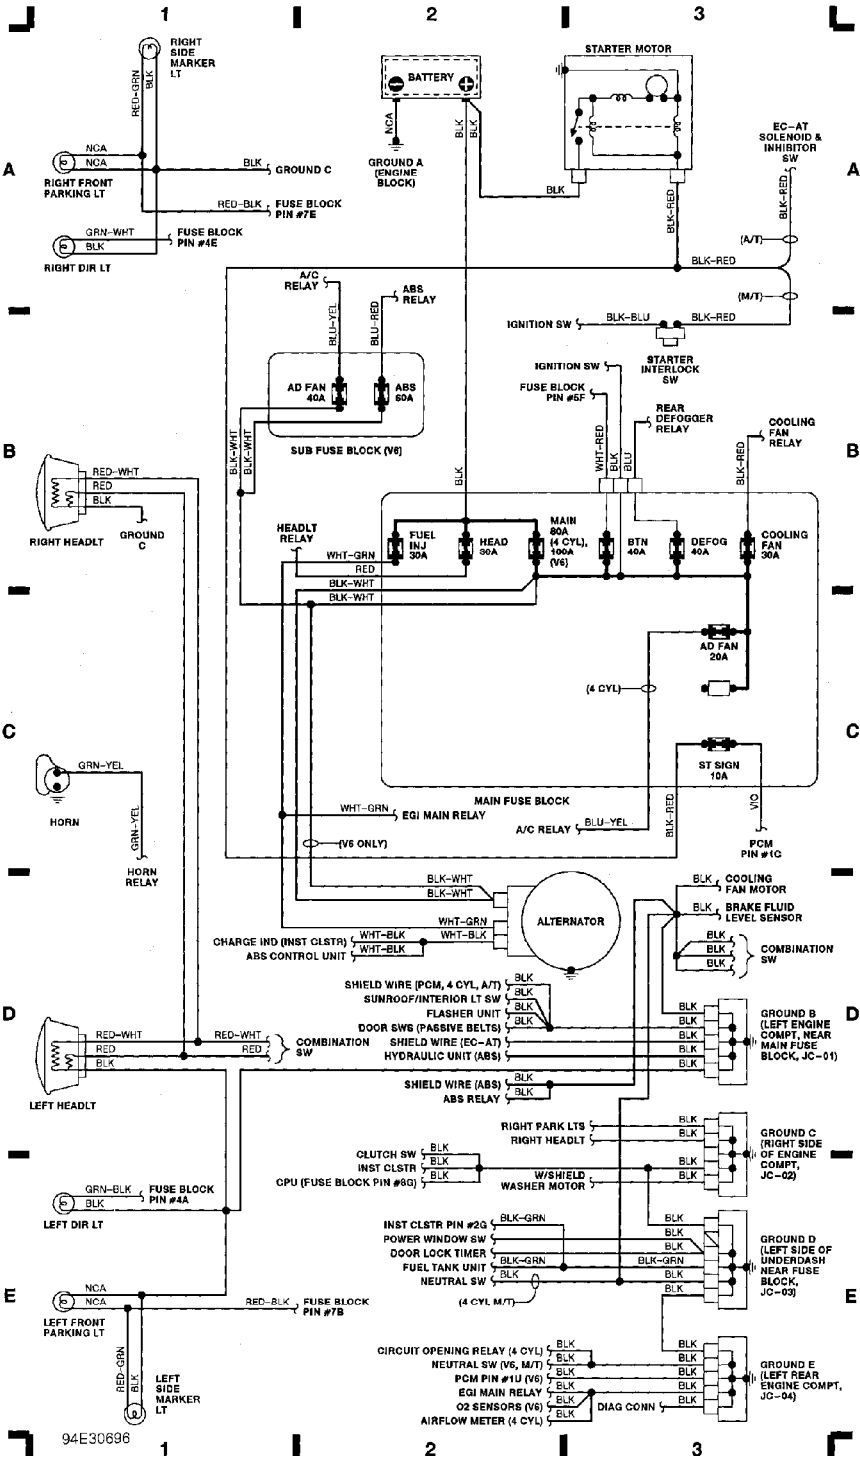 1
2
3
RIGHT
SIDE
MARKER
LT
RED-GRN
BLK
NCA
NCA
RIGHT FRONT
PARKING LT
BLK
GROUND C
RED-BLK
FUSE BLOCK
PIN #7E
GRN-WHT
FUSE BLOCK
PIN #4E
BLK
RIGHT DIR LT
A
A
BATTERY
NCA
BLK
BLK
GROUND A
(ENGINE
BLOCK)
STARTER MOTOR
BLK
BLK-RED
EC-AT
SOLENOID &
INHIBITOR
SW
BLK-RED
(A/T)
BLK-RED
(M/T)
A/C
RELAY
ABS
RELAY
BLU-YEL
BLU-RED
IGNITION SW
BLK-BLU
BLK-RED
STARTER
INTERLOCK
SW
AD FAN
40A
ABS
60A
SUB FUSE BLOCK (V6)
IGNITION SW
FUSE BLOCK
PIN #5F
REAR
DEFOGGER
RELAY
COOLING
FAN
RELAY
BLK-WHT
BLK-WHT
BLK
WHT-RED
BLK
BLU
BLK-RED
B
B
RED-WHT
RED
BLK
GROUND
C
RIGHT HEADLT
HEADLT
RELAY
WHT-GRN
RED
BLK-WHT
BLK-WHT
FUEL
INJ
30A
HEAD
30A
MAIN
80A
(4 CYL),
100A
(V6)
BTN
40A
DEFOG
40A
COOLING
FAN
30A
AD FAN
20A
(4 CYL)
ST SIGN
10A
C
C
GRN-YEL
HORN
GRN-YEL
HORN
RELAY
MAIN FUSE BLOCK
WHT-GRN
EGI MAIN RELAY
(V6 ONLY)
A/C RELAY
BLU-YEL
BLK-RED
VIO
PCM
PIN #1C
BLK-WHT
BLK-WHT
WHT-GRN
WHT-BLK
CHARGE IND (INST CLSTR)
WHT-BLK
ABS CONTROL UNIT
WHT-BLK
ALTERNATOR
BLK
COOLING
FAN MOTOR
BLK
BRAKE FLUID
LEVEL SENSOR
BLK
BLK
BLK
COMBINATION
SW
D
D
SHIELD WIRE (PCM, 4 CYL, A/T)
BLK
SUNROOF/INTERIOR LT SW
BLK
FLASHER UNIT
BLK
DOOR SWS (PASSIVE BELTS)
BLK
SHIELD WIRE (EC-AT)
BLK
HYDRAULIC UNIT (ABS)
BLK
BLK
BLK
BLK
BLK
BLK
GROUND B
(LEFT ENGINE
COMPT, NEAR
MAIN FUSE
BLOCK, JC-01)
RED-WHT
RED
BLK
RED-WHT
RED
COMBINATION
SW
LEFT HEADLT
SHIELD WIRE (ABS)
BLK
ABS RELAY
BLK
RIGHT PARK LTS
BLK
RIGHT HEADLT
BLK
BLK
BLK
BLK
BLK
GROUND C
(RIGHT SIDE
OF ENGINE
COMPT,
JC-02)
CLUTCH SW
BLK
INST CLSTR
BLK
CPU (FUSE BLOCK PIN #8G)
BLK
W/SHIELD
WASHER MOTOR
GRN-BLK
FUSE BLOCK
PIN #4A
BLK
LEFT DIR LT
INST CLSTR PIN #2G
BLK-GRN
POWER WINDOW SW
DOOR LOCK TIMER
FUEL TANK UNIT
BLK-GRN
NEUTRAL SW
BLK
(4 CYL M/T)
BLK
BLK
BLK
BLK-GRN
BLK
BLK
GROUND D
(LEFT SIDE OF
UNDERDASH
NEAR FUSE
BLOCK,
JC-03)
E
E
NCA
NCA
RED-BLK
FUSE BLOCK
PIN #7B
LEFT FRONT
PARKING LT
RED-GRN
BLK
LEFT
SIDE
MARKER
LT
CIRCUIT OPENING RELAY (4 CYL)
BLK
NEUTRAL SW (V6, M/T)
BLK
PCM PIN #1U (V6)
BLK
EGI MAIN RELAY
BLK
O2 SENSORS (V6)
BLK
AIRFLOW METER (4 CYL)
BLK
DIAG CONN
BLK
BLK
BLK
BLK
BLK
GROUND E
(LEFT REAR
ENGINE COMPT,
JC-04)
94E30696
1
2
3